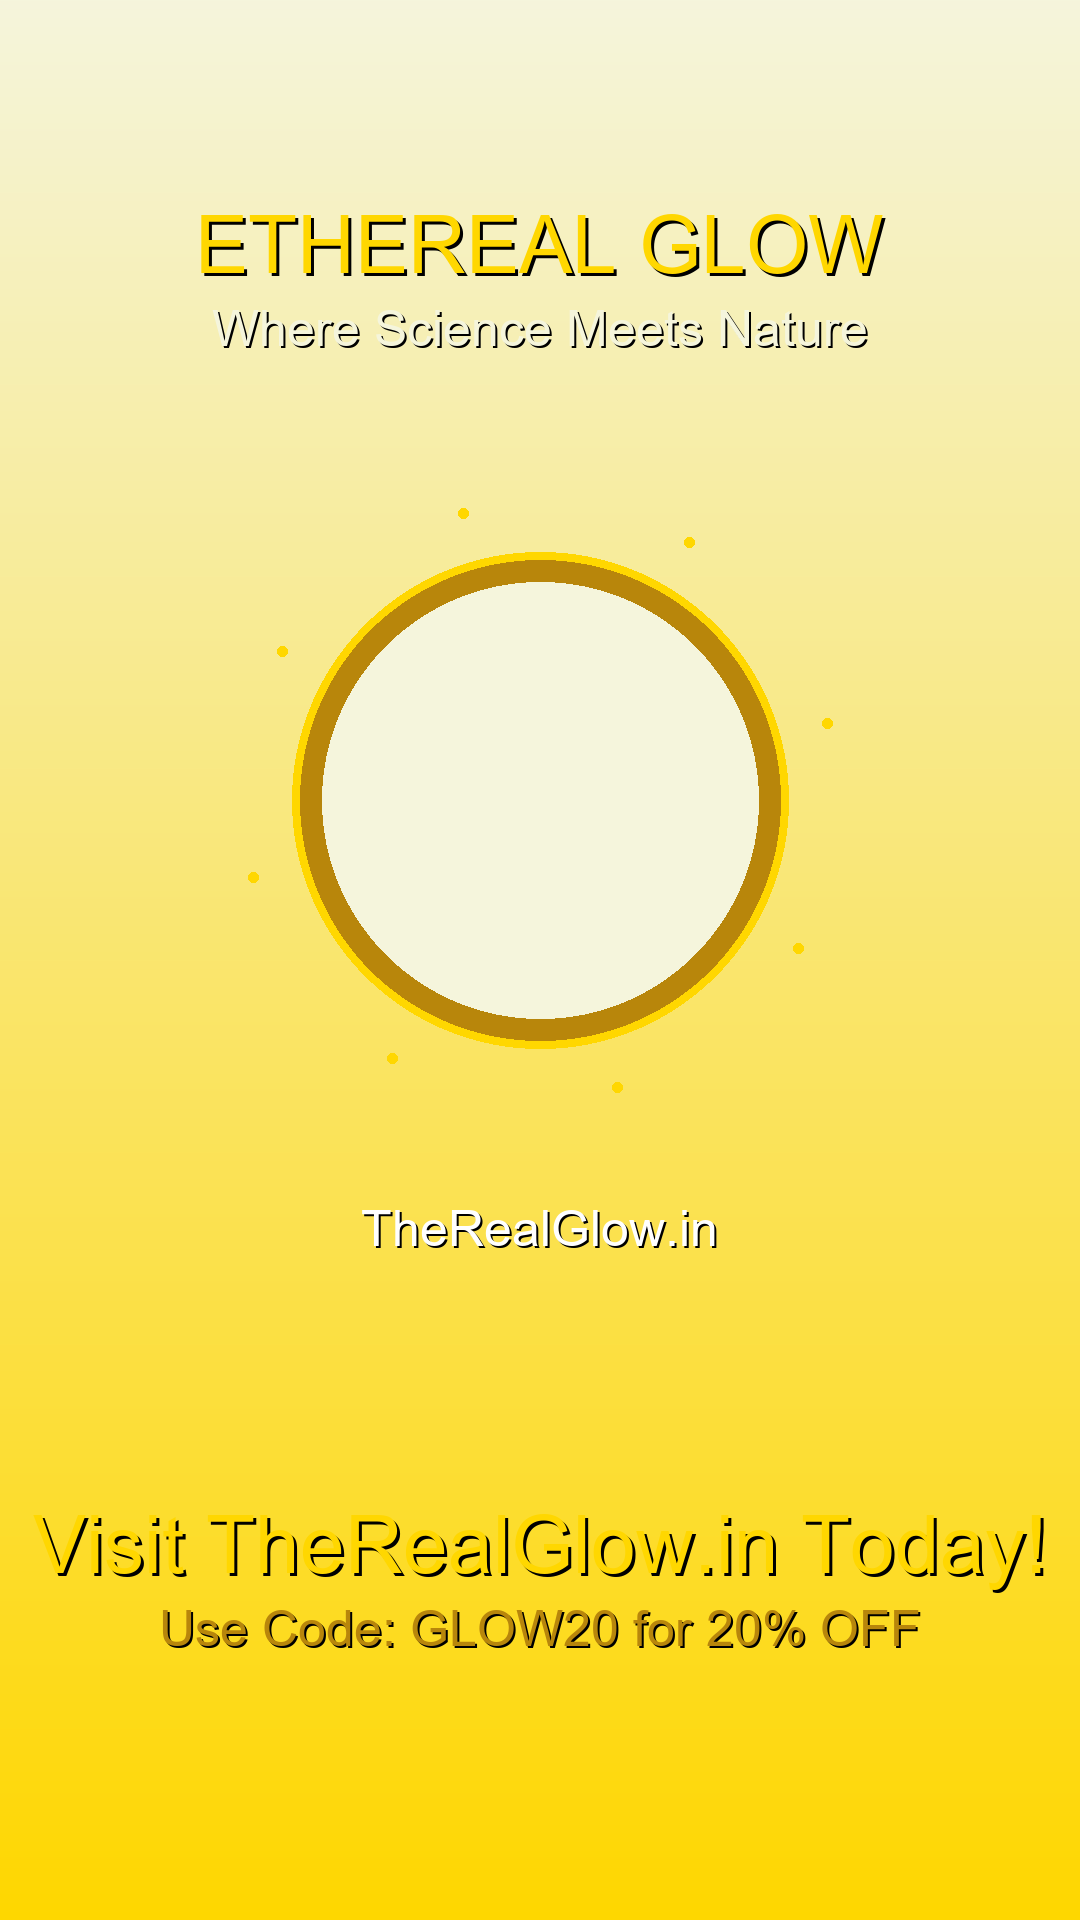 ETHEREAL GLOW
Where Science Meets Nature
TheRealGlow.in
Visit TheRealGlow.in Today!
Use Code: GLOW20 for 20% OFF